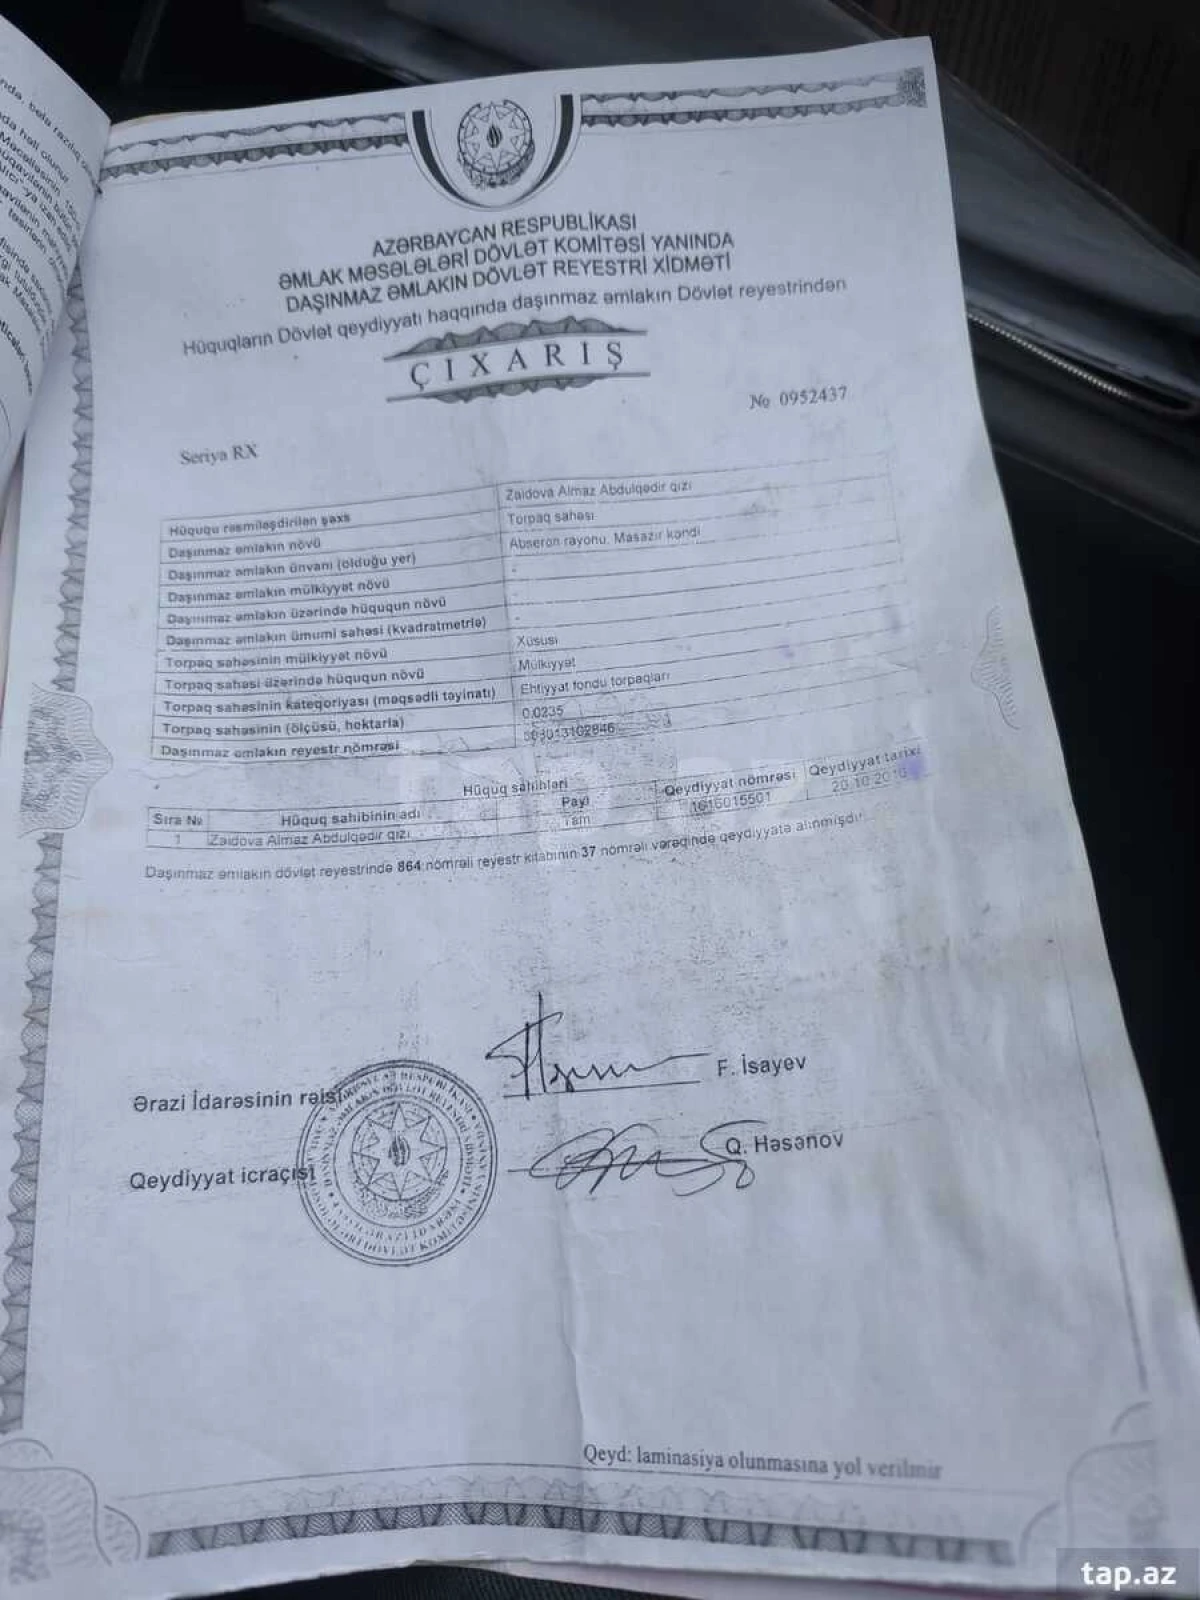 AZƏRBAYCAN RESPUBLİKASI
ƏMLAK MƏSƏLƏLƏRİ DÖVLƏT KOMİTƏSİ YANINDA
DAŞINMAZ ƏMLAKIN DÖVLƏT REYESTRİ XİDMƏTİ
Hüquqların Dövlət qeydiyyatı haqqında daşınmaz əmlakın Dövlət reyestrindən
ÇIXARIŞ
№ 0952437
Seriya RX
Hüququ rəsmiləşdirilən şəxs Zaidova Almaz Abdulqədir qızı
Daşınmaz əmlakın növü Torpaq sahəsi
Daşınmaz əmlakın ünvanı (olduğu yer) Abşeron rayonu, Masazır kəndi
Daşınmaz əmlakın mülkiyyət növü -
Daşınmaz əmlakın üzərində hüququn növü -
Daşınmaz əmlakın ümumi sahəsi (kvadratmetrlə) -
Torpaq sahəsinin mülkiyyət növü Xüsusi
Torpaq sahəsi üzərində hüququn növü Mülkiyyət
Torpaq sahəsinin kateqoriyası (məqsədli təyinatı) Ehtiyyat fondu torpaqları
Torpaq sahəsinin (ölçüsü, hektarla) 0.0235
Daşınmaz əmlakın reyestr nömrəsi
Hüquq sahibləri
Sıra № Hüquq sahibinin adı Payı Qeydiyyat nömrəsi Qeydiyyat tarixi
1 Zaidova Almaz Abdulqədir qızı Tam 1616015501 20.10.2016
Daşınmaz əmlakın dövlət reyestrində 864 nömrəli reyestr kitabının 37 nömrəli vərəqində qeydiyyata alınmışdır.
Ərazi İdarəsinin rəisi F. İsayev
Qeydiyyat icraçısı Q. Həsənov
Qeyd: laminasiya olunmasına yol verilmir
tap.az
tap.az